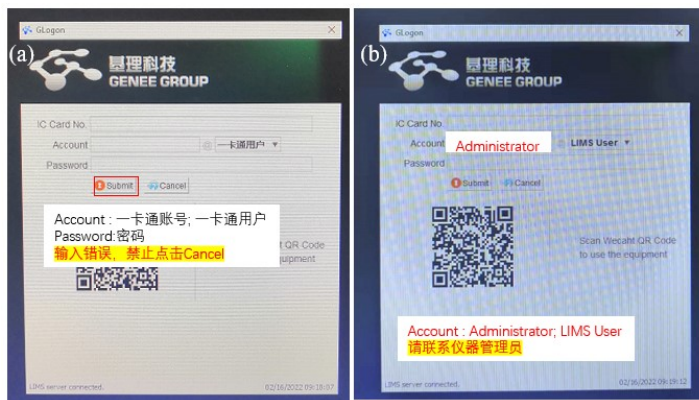 GLogon
(a)
基理科技
GENEE GROUP
IC Card No.
Account
@ 一卡通用户
Password
Submit
Cancel
Account : 一卡通账号; 一卡通用户
Password:密码
输入错误，禁止点击Cancel
ht QR Code
quipment
LIMS server connected.
02/16/2022 09:18:07
GLogon
(b)
基理科技
GENEE GROUP
IC Card No.
Account
Administrator
@ LIMS User
Password
Submit
Cancel
Scan Wecaht QR Code
to use the equipment
Account : Administrator; LIMS User
请联系仪器管理员
LIMS server connected.
02/16/2022 09:19:12